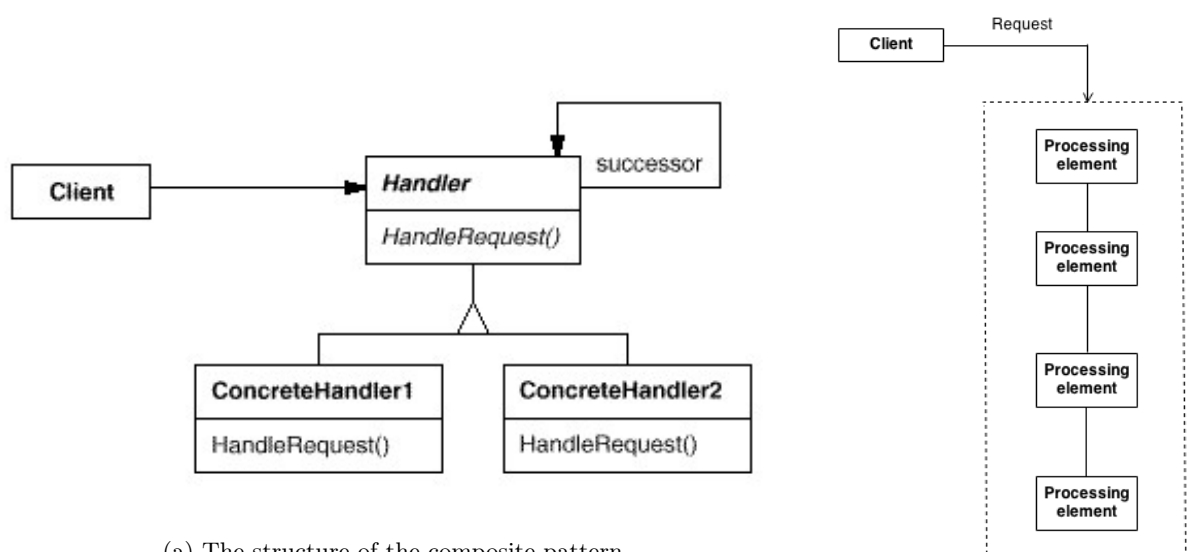 Client
Handler
HandleRequest()
successor
ConcreteHandler1
HandleRequest()
ConcreteHandler2
HandleRequest()
(a) The structure of the composite pattern
Request
Client
Processing
element
Processing
element
Processing
element
Processing
element